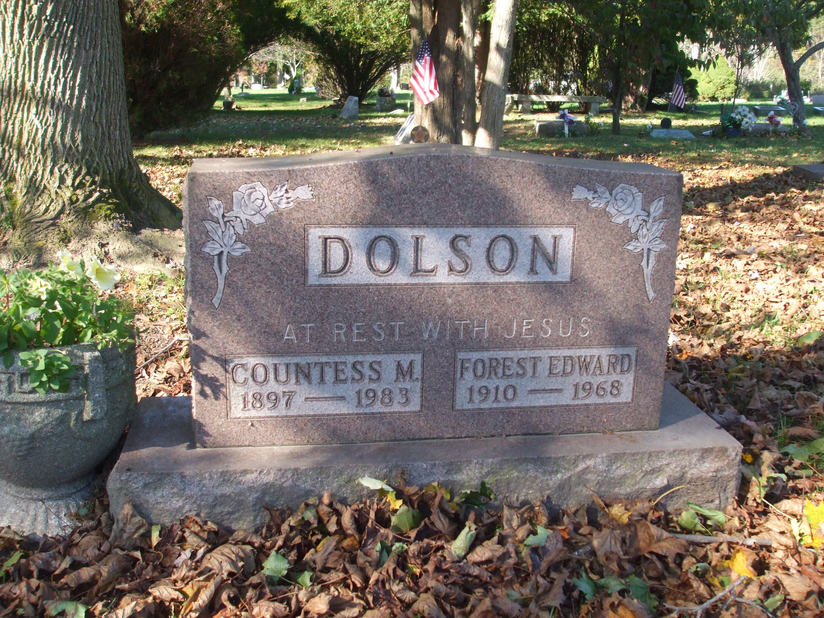 DOLSON
AT REST WITH JESUS
COUNTESS M.
1897 — 1983
FOREST EDWARD
1910 — 1968